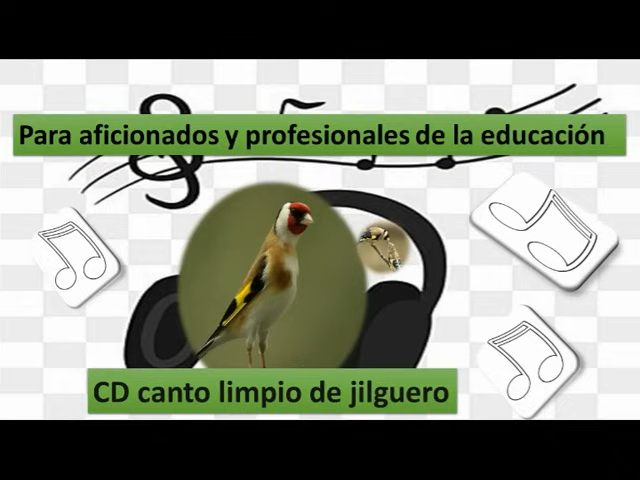 Para aficionados y profesionales de la educación
CD canto limpio de jilguero